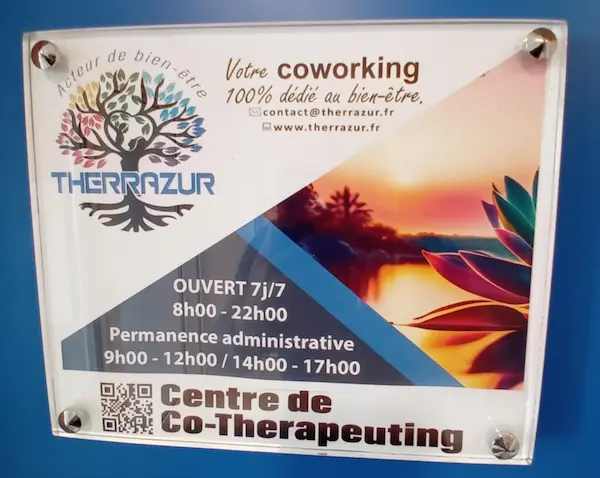 Acteur de bien-être
THERRAZUR
Votre coworking
100% dédié au bien-être.
contact@therrazur.fr
www.therrazur.fr
OUVERT 7j/7
8h00 - 22h00
Permanence administrative
9h00 - 12h00 / 14h00 - 17h00
Centre de
Co-Therapeuting